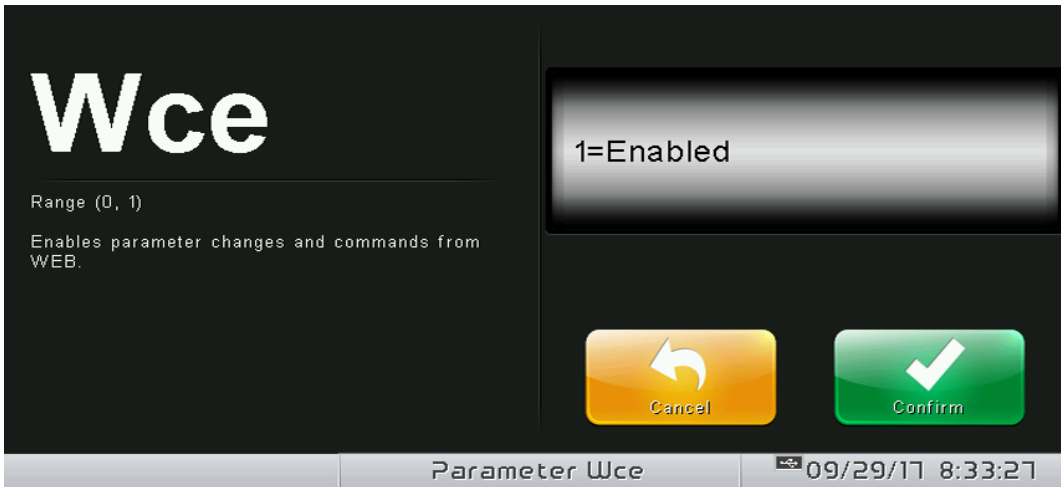 Wce
Range (0, 1)
Enables parameter changes and commands from
WEB.
1=Enabled
Cancel
Confirm
Parameter Wce
09/29/17 8:33:27